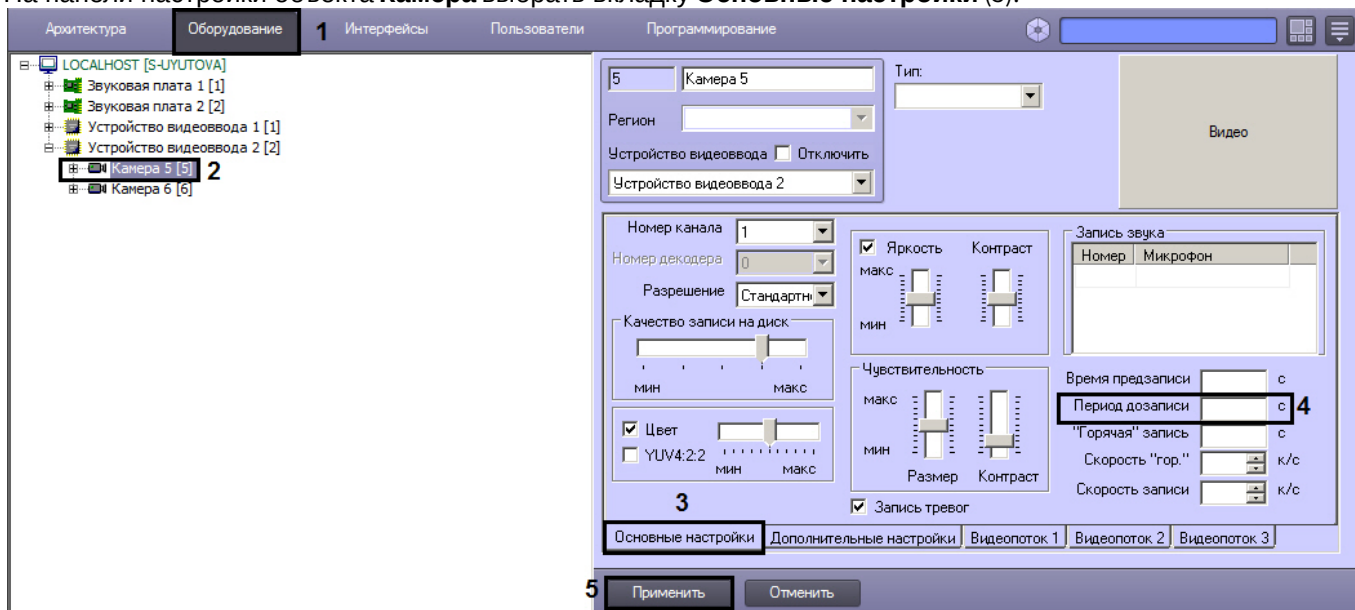 На панели настройки объекта Камера выбрать вкладку Основные настройки (3).
Архитектура Оборудование 1 Интерфейсы Пользователи Программирование
LOCALHOST [S-UYUTOVA]
Звуковая плата 1 [1]
Звуковая плата 2 [2]
Устройство видеоввода 1 [1]
Устройство видеоввода 2 [2]
Камера 5 [5] 2
Камера 6 [6]
5 Камера 5
Тип:
Регион
Устройство видеоввода Отключить
Устройство видеоввода 2
Видео
Номер канала 1
Номер декодера 0
Разрешение Стандартн
Качество записи на диск
мин макс
Цвет
YUV4:2:2
мин макс
3
Яркость Контраст
макс
мин
Чувствительность
макс
мин
Размер Контраст
Запись тревог
Запись звука
Номер Микрофон
Время предзаписи с
Период дозаписи с 4
"Горячая" запись с
Скорость "гор." к/с
Скорость записи к/с
Основные настройки Дополнительные настройки Видеопоток 1 Видеопоток 2 Видеопоток 3
5 Применить Отменить